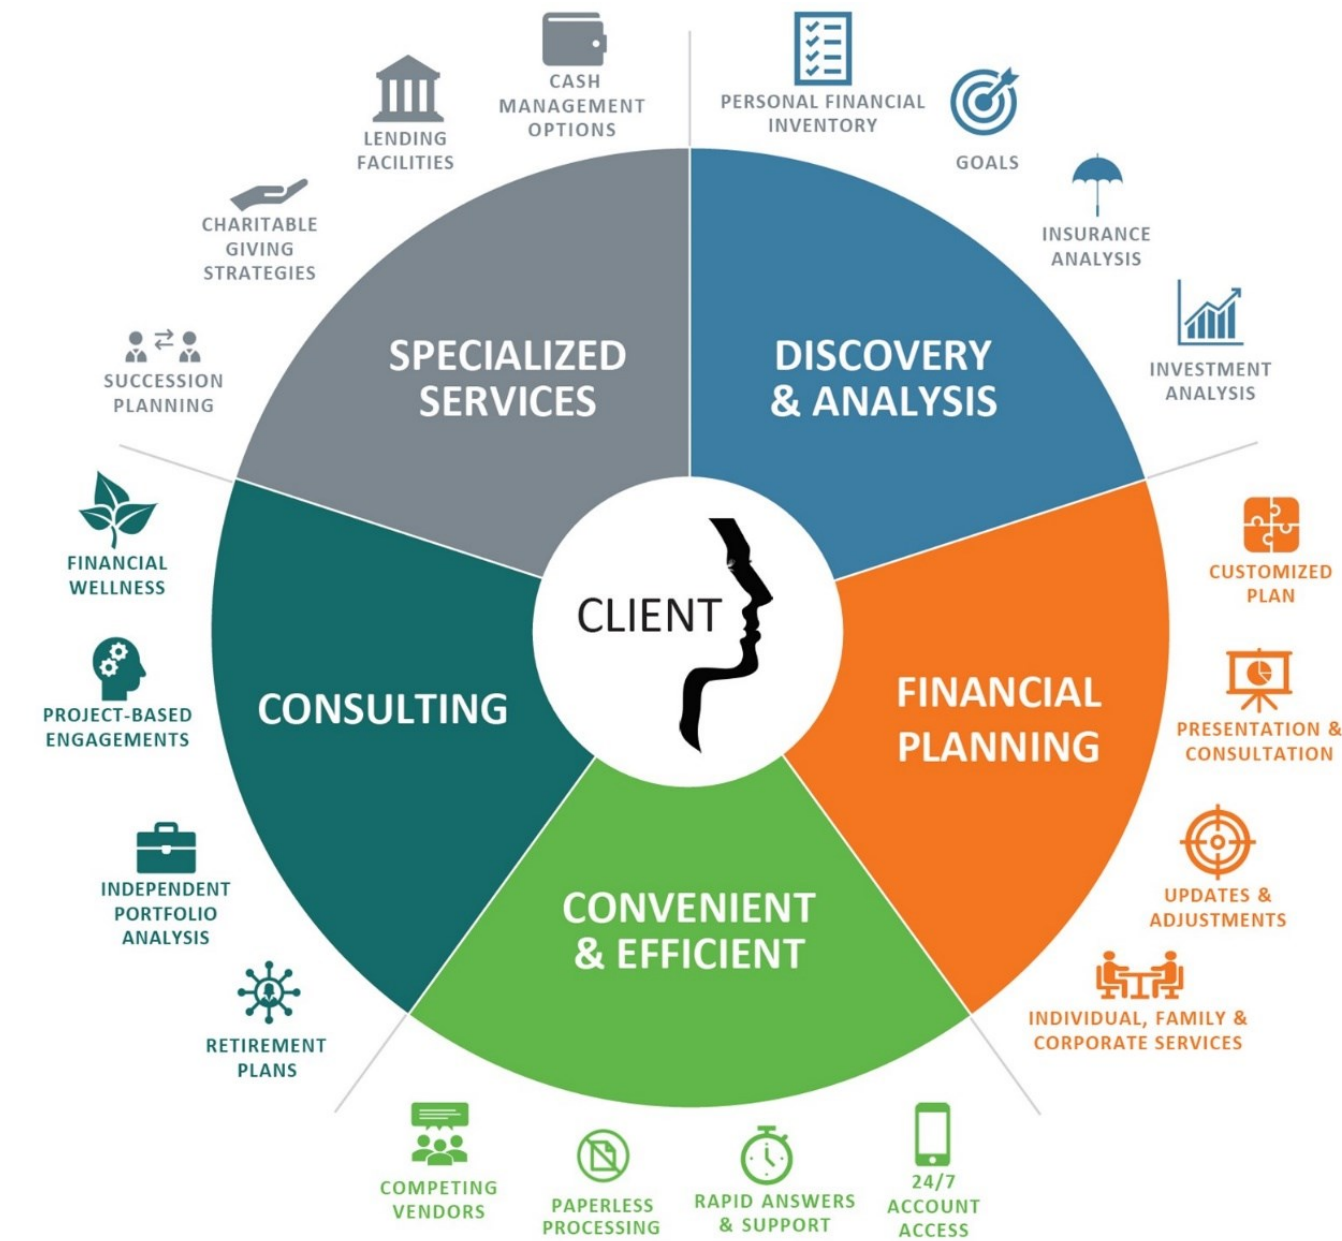 CASH
MANAGEMENT
OPTIONS
LENDING
FACILITIES
CHARITABLE
GIVING
STRATEGIES
SUCCESSION
PLANNING
SPECIALIZED
SERVICES
PERSONAL FINANCIAL
INVENTORY
GOALS
INSURANCE
ANALYSIS
INVESTMENT
ANALYSIS
DISCOVERY
& ANALYSIS
CUSTOMIZED
PLAN
PRESENTATION &
CONSULTATION
UPDATES &
ADJUSTMENTS
INDIVIDUAL, FAMILY &
CORPORATE SERVICES
FINANCIAL
PLANNING
CLIENT
FINANCIAL
WELLNESS
PROJECT-BASED
ENGAGEMENTS
INDEPENDENT
PORTFOLIO
ANALYSIS
RETIREMENT
PLANS
CONSULTING
CONVENIENT
& EFFICIENT
COMPETING
VENDORS
PAPERLESS
PROCESSING
RAPID ANSWERS
& SUPPORT
24/7
ACCOUNT
ACCESS